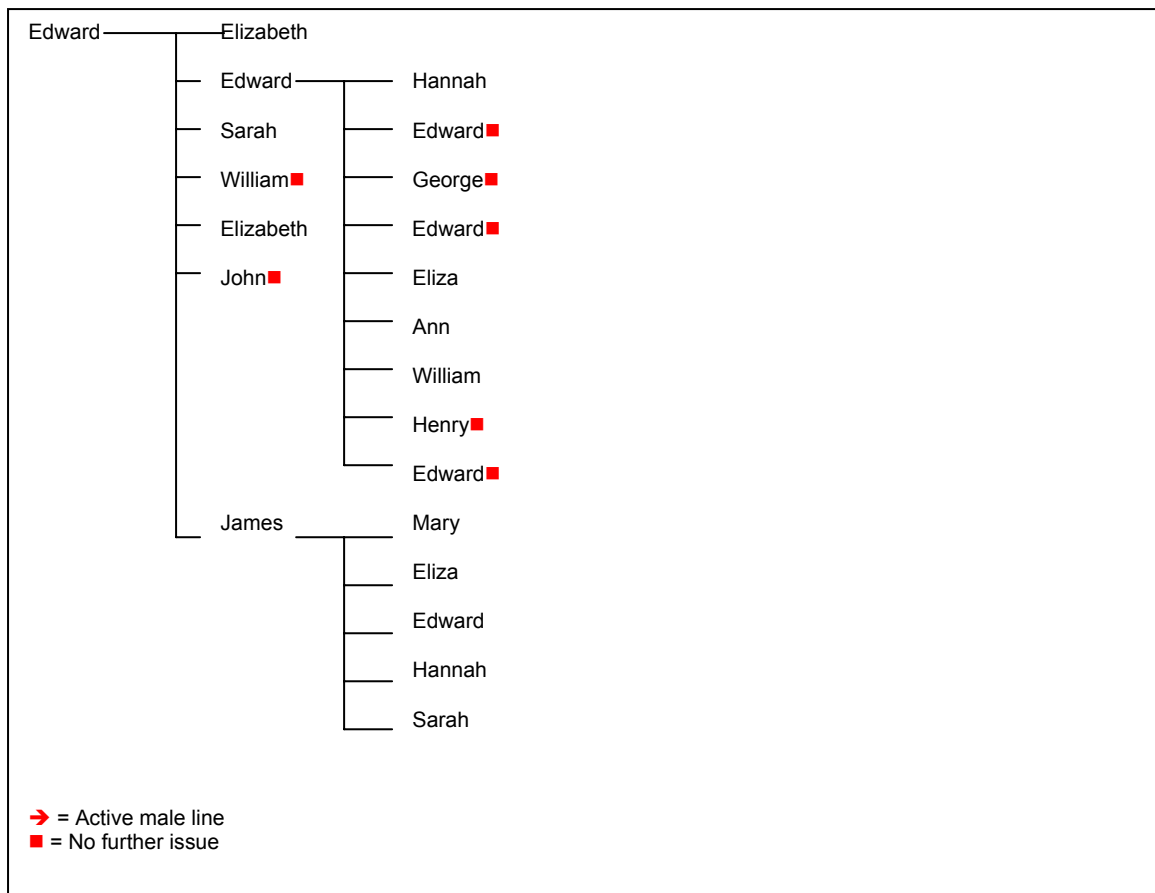 Edward Elizabeth
Edward Hannah
Sarah Edward
William George
Elizabeth Edward
John Eliza
Ann
William
Henry
Edward
James Mary
Eliza
Edward
Hannah
Sarah
➔ = Active male line
■ = No further issue